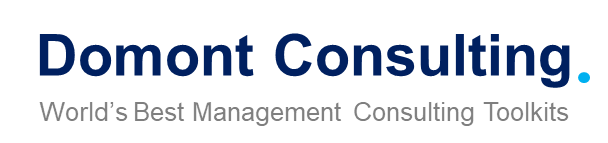 Domont Consulting.
World's Best Management Consulting Toolkits